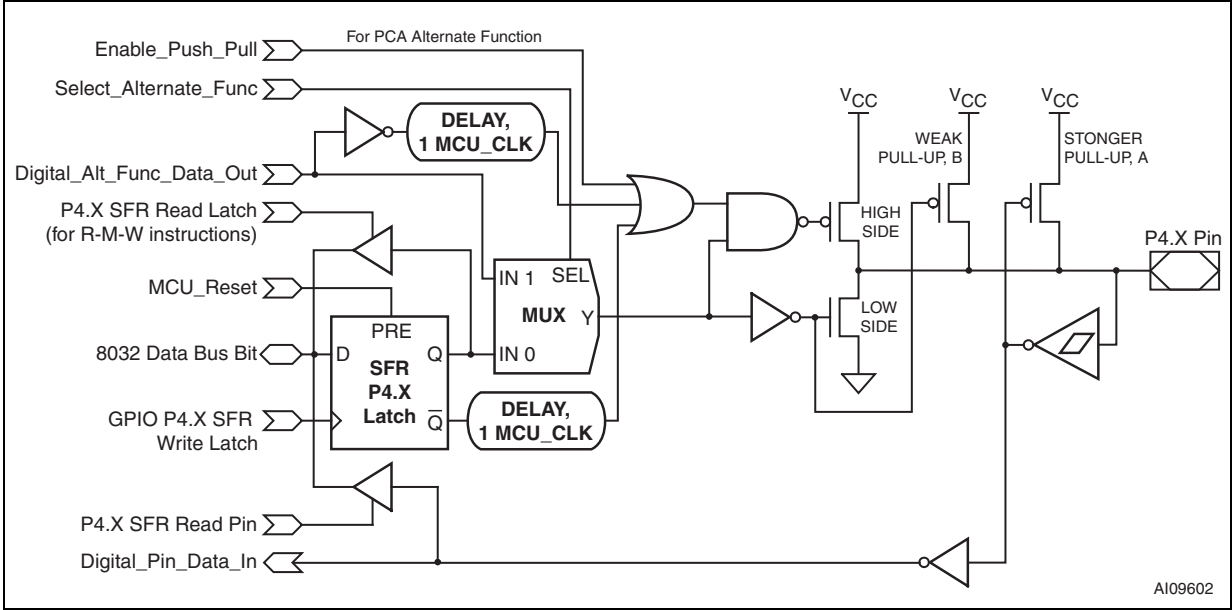 Enable_Push_Pull
For PCA Alternate Function
Select_Alternate_Func
DELAY,
1 MCU_CLK
Digital_Alt_Func_Data_Out
P4.X SFR Read Latch
(for R-M-W instructions)
MCU_Reset
8032 Data Bus Bit
GPIO P4.X SFR
Write Latch
P4.X SFR Read Pin
Digital_Pin_Data_In
PRE
D
Q
SFR
P4.X
Latch
Q
DELAY,
1 MCU_CLK
IN 1
SEL
MUX
Y
IN 0
VCC
HIGH
SIDE
LOW
SIDE
VCC
WEAK
PULL-UP, B
VCC
STONGER
PULL-UP, A
P4.X Pin
AI09602